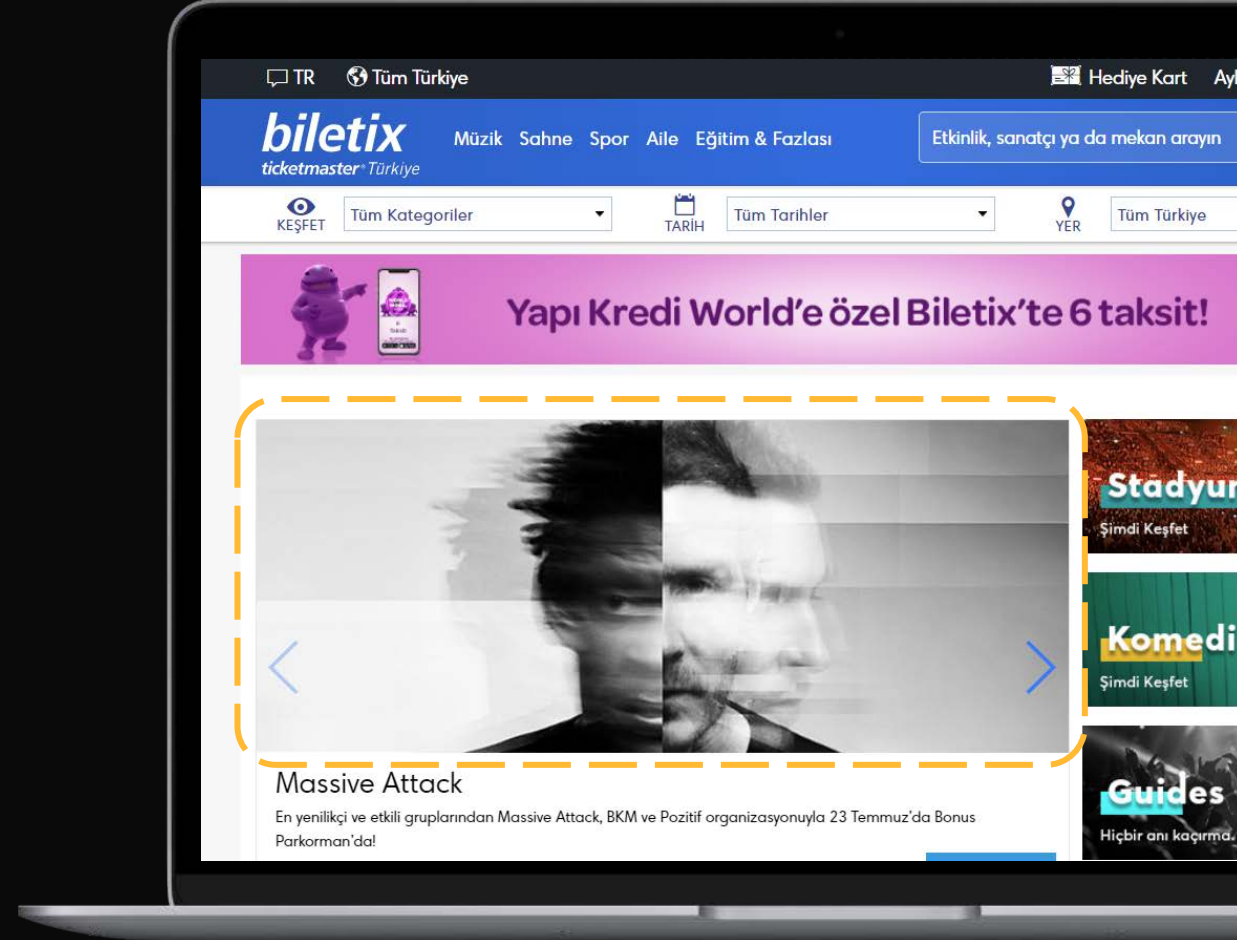 TR Tüm Türkiye Hediye Kart
biletix
ticketmaster Türkiye
Müzik Sahne Spor Aile Eğitim & Fazlası
Etkinlik, sanatçı ya da mekan arayın
KEŞFET Tüm Kategoriler
TARİH Tüm Tarihler
YER Tüm Türkiye
Yapı Kredi World’e özel Biletix’te 6 taksit!
Şimdi Keşfet
Komedi
Şimdi Keşfet
Guides
Hiçbir anı kaçırma.
Massive Attack
En yenilikçi ve etkili gruplarından Massive Attack, BKM ve Pozitif organizasyonuyla 23 Temmuz’da Bonus
Parkorman’da!